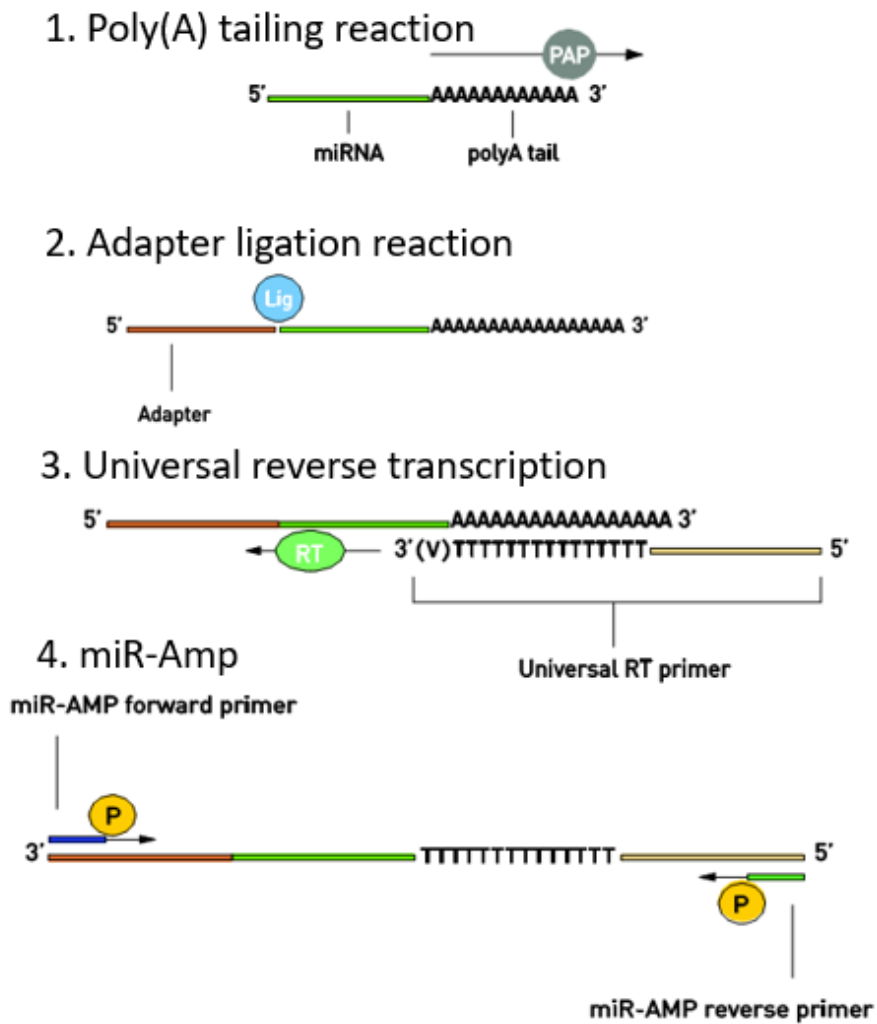 1. Poly(A) tailing reaction
PAP
5′ AAAAAAAAAAAA 3′
miRNA polyA tail
2. Adapter ligation reaction
Lig
5′ AAAAAAAAAAAAAAAA 3′
Adapter
3. Universal reverse transcription
5′ AAAAAAAAAAAAAAAAA 3′
RT 3′(V)TTTTTTTTTTTTTTT 5′
Universal RT primer
4. miR-Amp
miR-AMP forward primer
P
3′ TTTTTTTTTTTTTT 5′
P
miR-AMP reverse primer